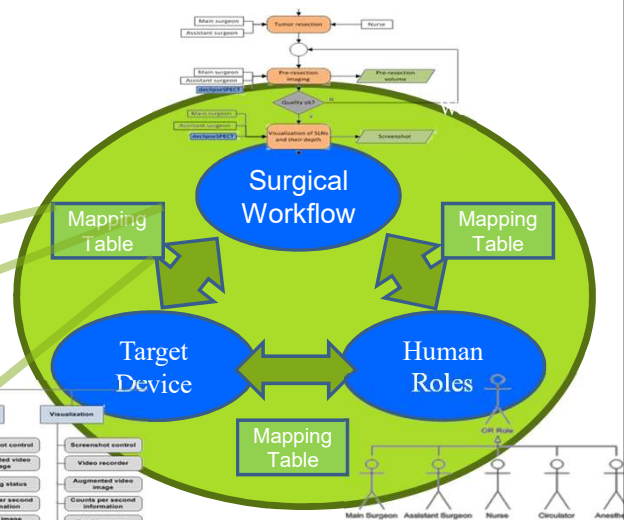 Main surgeon
Assistant surgeon
Tumor resection
Nurse
Main surgeon
Assistant surgeon
declipseSPECT
Pre-resection
imaging
Pre-resection
volume
Quality ok?
N
Main surgeon
Assistant surgeon
declipseSPECT
Visualization of SLNs
and their depth
Screenshot
Surgical
Workflow
Mapping
Table
Mapping
Table
Target
Device
Human
Roles
Mapping
Table
OR Role
Visualization
Screenshot control
Video recorder
Augmented video
image
Counts per second
information
Main Surgeon
Assistant Surgeon
Nurse
Circulator